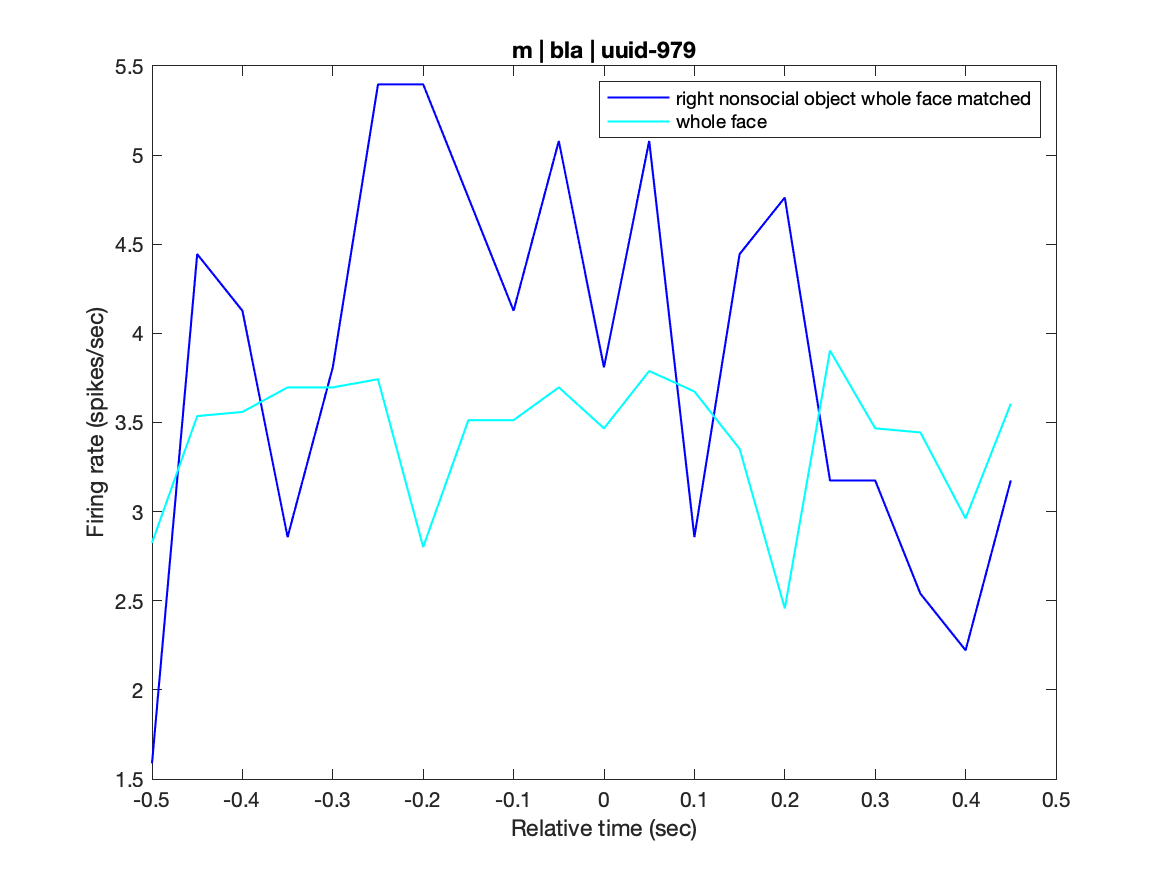 m | bla | uuid-979
right nonsocial object whole face matched
whole face
Firing rate (spikes/sec)
5.5
5
4.5
4
3.5
3
2.5
2
1.5
-0.5 -0.4 -0.3 -0.2 -0.1 0 0.1 0.2 0.3 0.4 0.5
Relative time (sec)